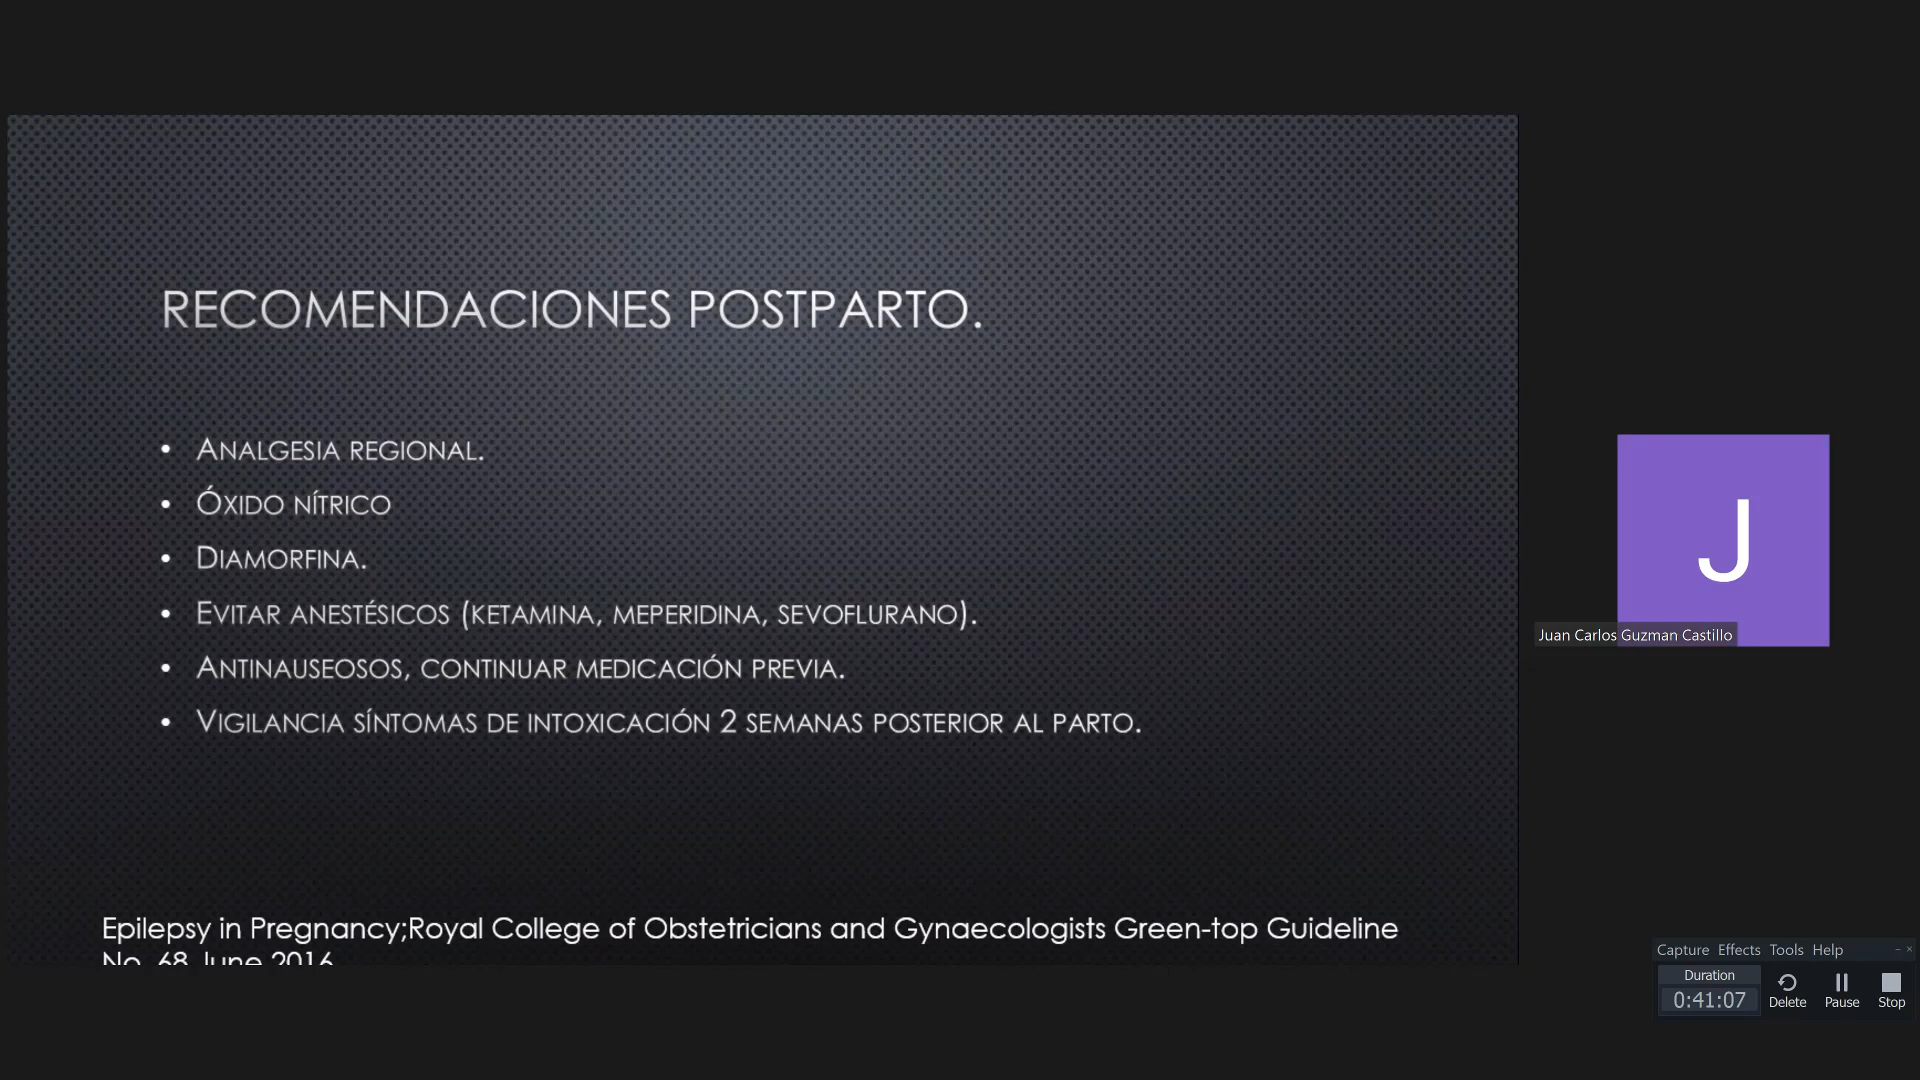 RECOMENDACIONES POSTPARTO.
• ANALGESIA REGIONAL.
• ÓXIDO NÍTRICO
• DIAMORFINA.
• EVITAR ANESTÉSICOS (KETAMINA, MEPERIDINA, SEVOFLURANO).
• ANTINAUSEOSOS, CONTINUAR MEDICACIÓN PREVIA.
• VIGILANCIA SÍNTOMAS DE INTOXICACIÓN 2 SEMANAS POSTERIOR AL PARTO.
Epilepsy in Pregnancy;Royal College of Obstetricians and Gynaecologists Green-top Guideline
No. 68 June 2016
J
Juan Carlos Guzman Castillo
Capture Effects Tools Help
Duration
0:41:07
Delete Pause Stop